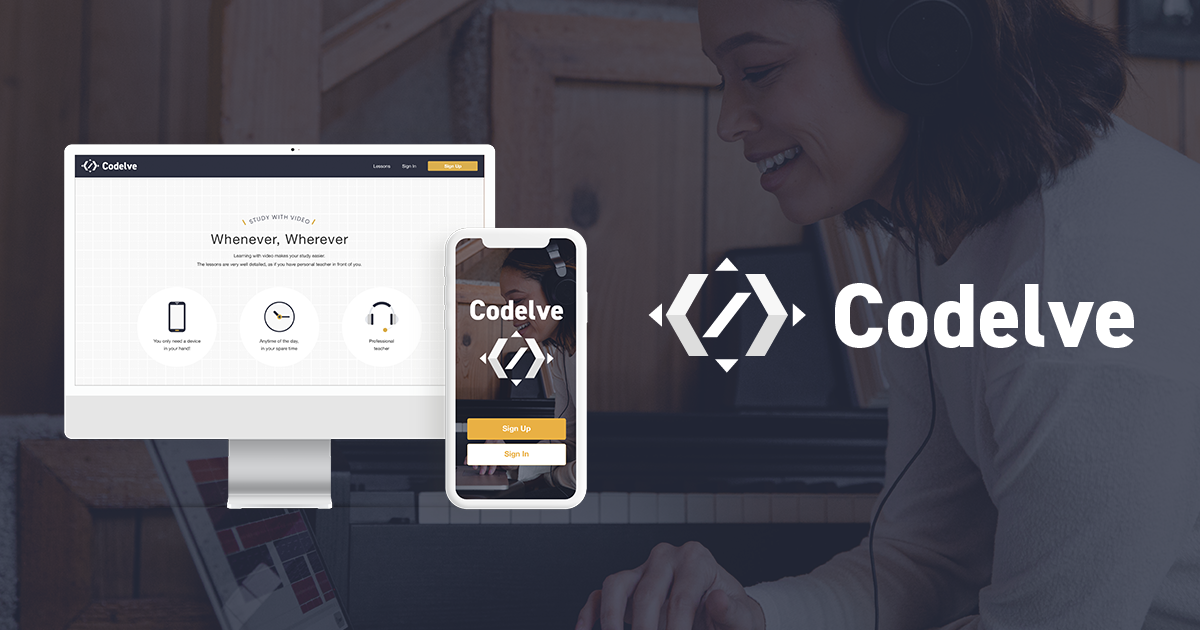 Codelve
Lessons
Sign In
Sign Up
STUDY WITH VIDEO
Whenever, Wherever
Learning with video makes your study easier.
The lessons are very well detailed, as if you have personal teacher in front of you
You only need a device
in your hand!
Anytime of the day,
in your spare time
Professional
teacher
Codelve
Sign Up
Sign In
Codelve